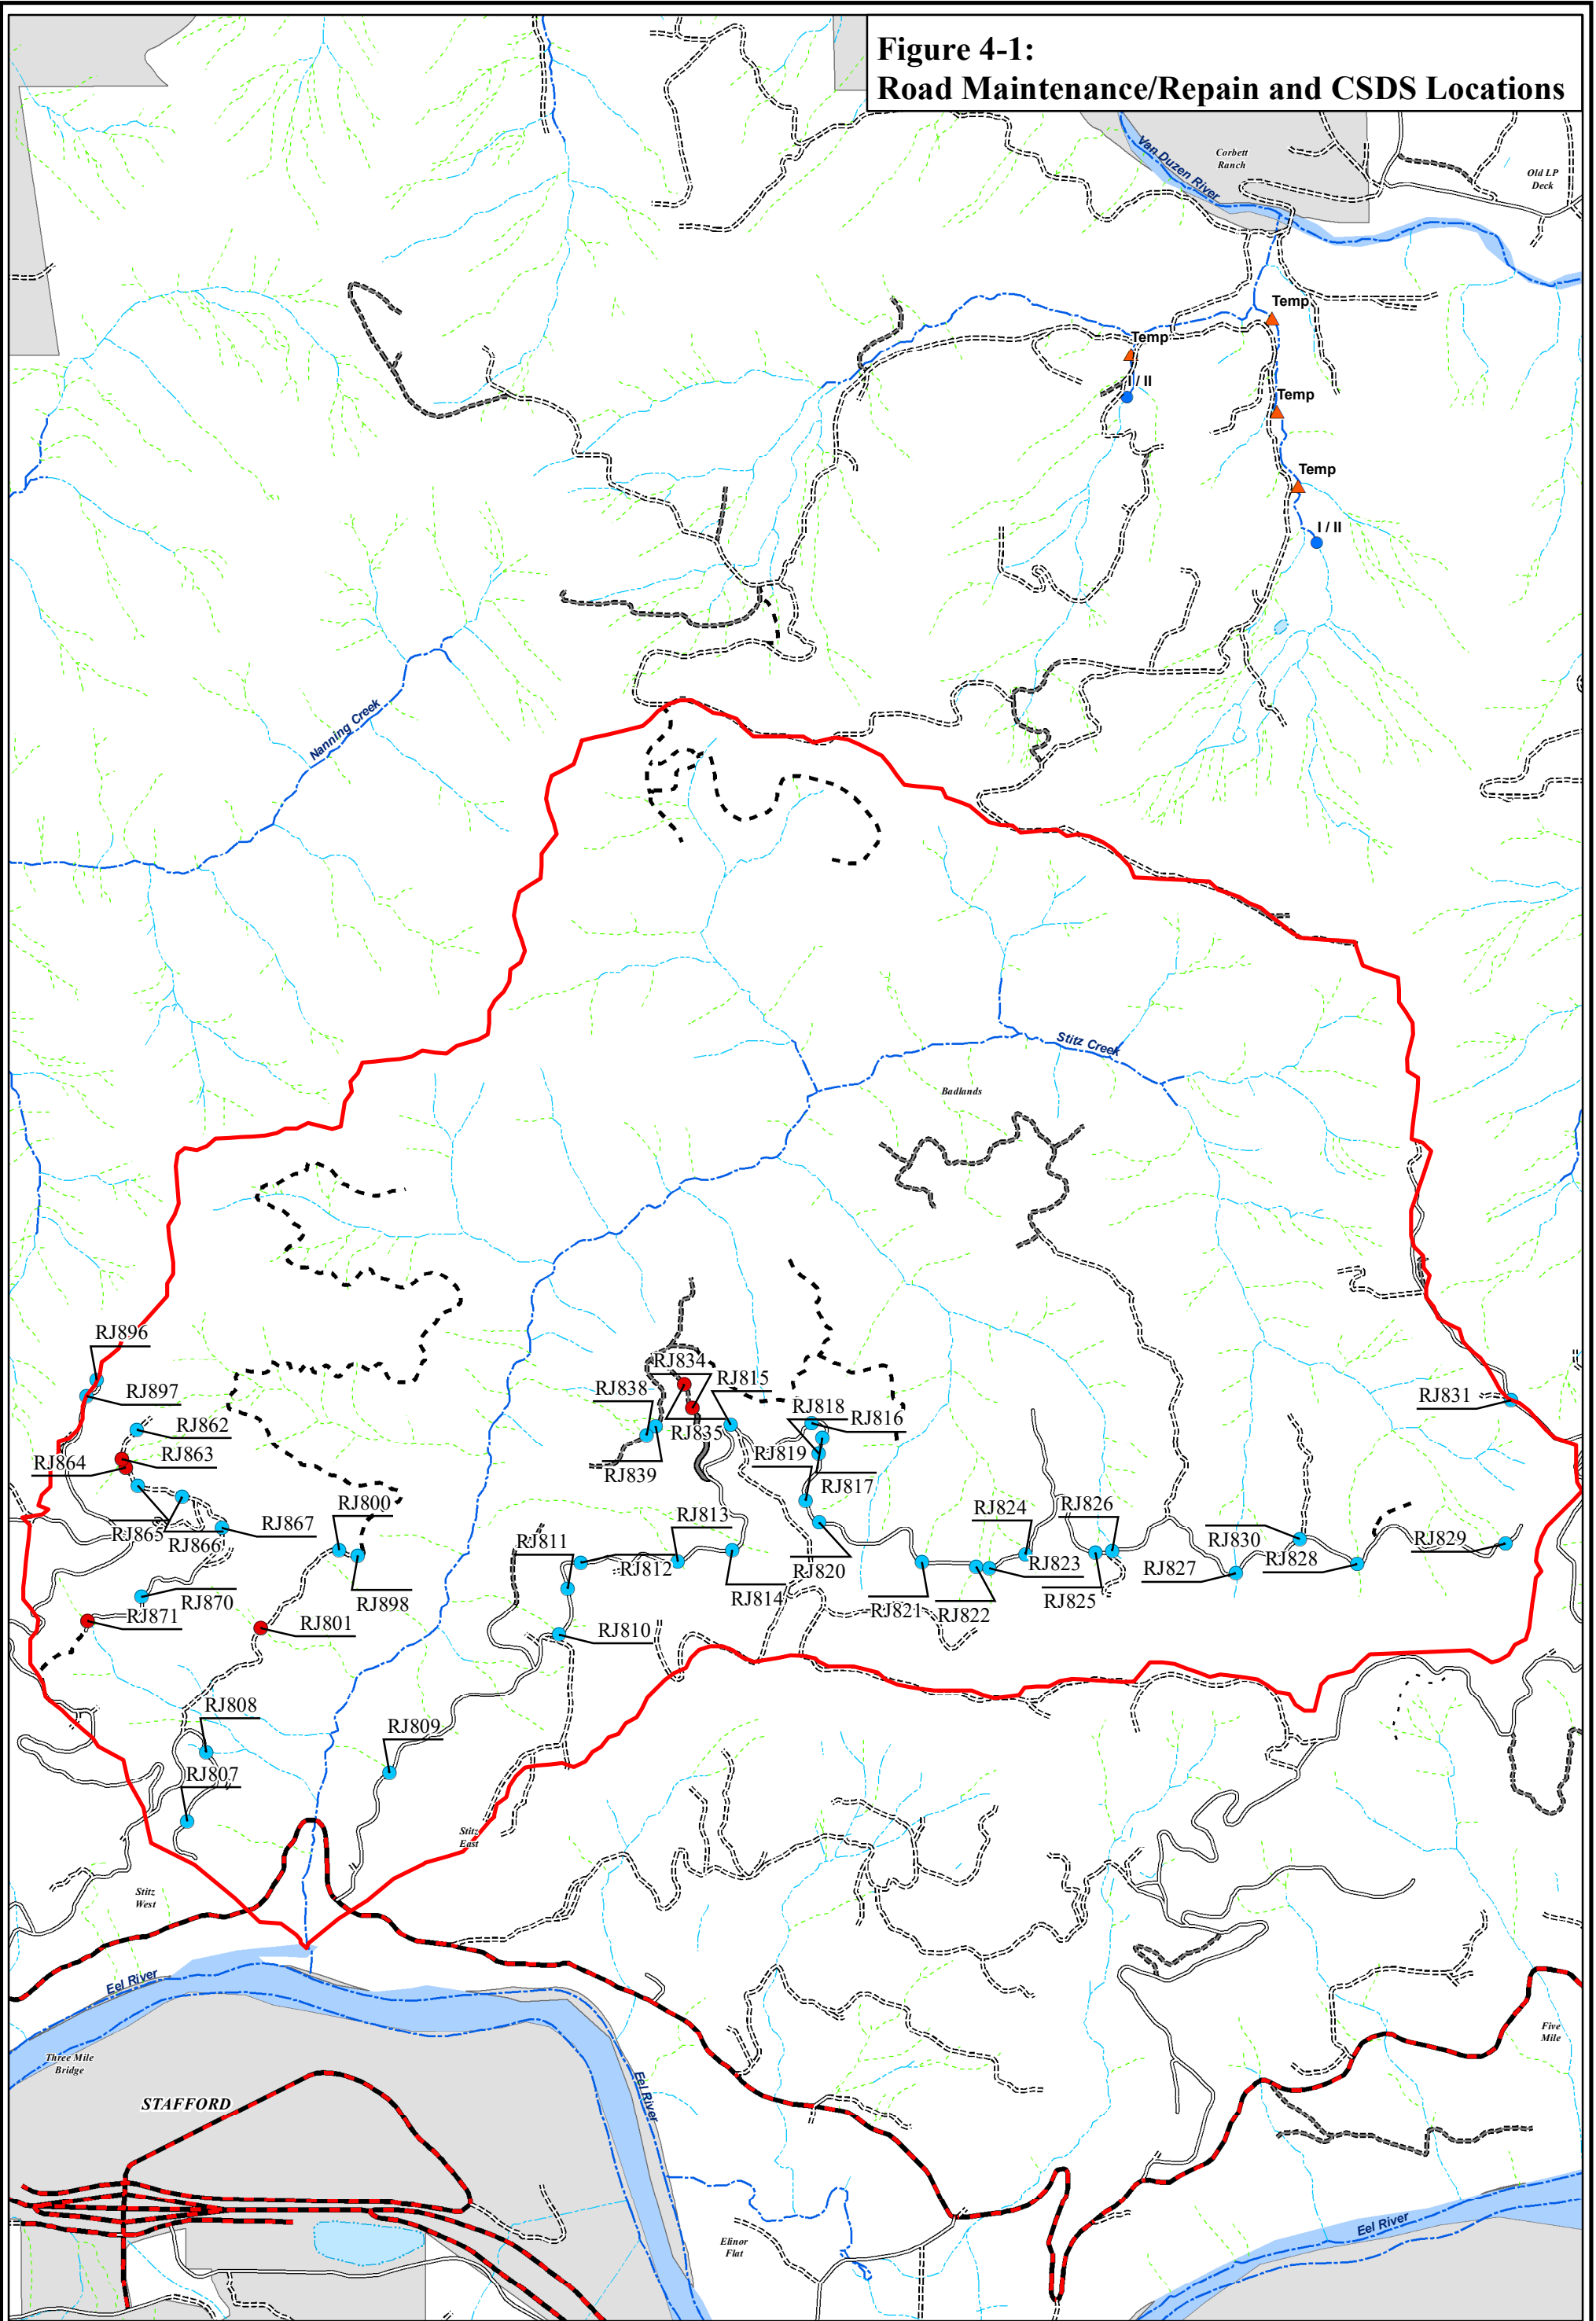 Figure 4-1:
Road Maintenance/Repain and CSDS Locations
Van Duzen River
Corbett
Ranch
Old LP
Deck
Temp
Temp
I / II
Temp
Temp
I / II
Nanning Creek
Stitz Creek
Badlands
RJ896
RJ897
RJ862
RJ863
RJ864
RJ865
RJ866
RJ867
RJ800
RJ898
RJ870
RJ871
RJ801
RJ808
RJ807
RJ809
RJ834
RJ838
RJ815
RJ835
RJ839
RJ818
RJ816
RJ819
RJ817
RJ813
RJ811
RJ812
RJ814
RJ810
RJ820
RJ821
RJ822
RJ824
RJ823
RJ826
RJ825
RJ827
RJ830
RJ828
RJ829
RJ831
Stitz
East
Stitz
West
Eel River
Three Mile
Bridge
STAFFORD
Eel River
Five
Mile
Elinor
Flat
Eel River